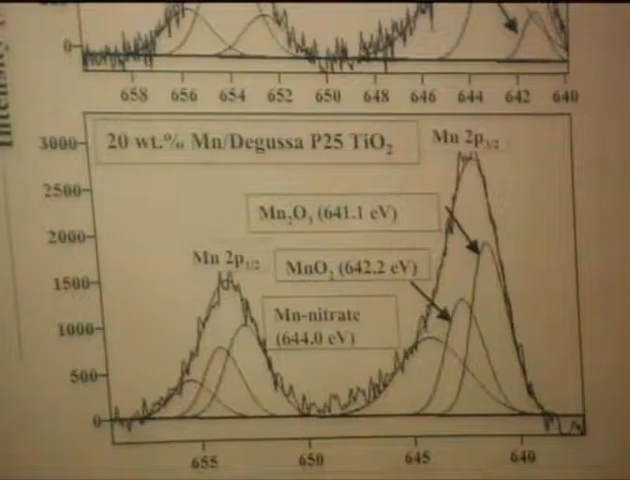 0
658 656 654 652 650 648 646 644 642 640
20 wt.% Mn/Degussa P25 TiO₂
Mn 2p₃/₂
3000
2500
Mn₂O₃ (641.1 eV)
2000
Mn 2p₁/₂
MnO₂ (642.2 eV)
1500
Mn-nitrate
(644.0 eV)
1000
500
0
655 650 645 640
Intensity